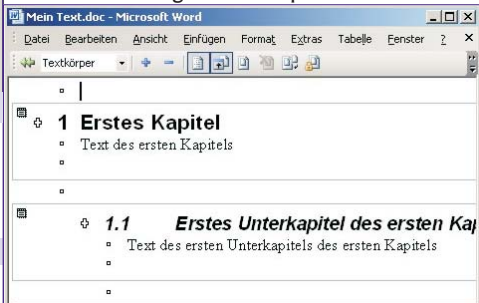 Mein Text.doc - Microsoft Word
Datei Bearbeiten Ansicht Einfügen Format Extras Tabelle Fenster ?
Textkörper
1 Erstes Kapitel
Text des ersten Kapitels
1.1 Erstes Unterkapitel des ersten Kap
Text des ersten Unterkapitels des ersten Kapitels